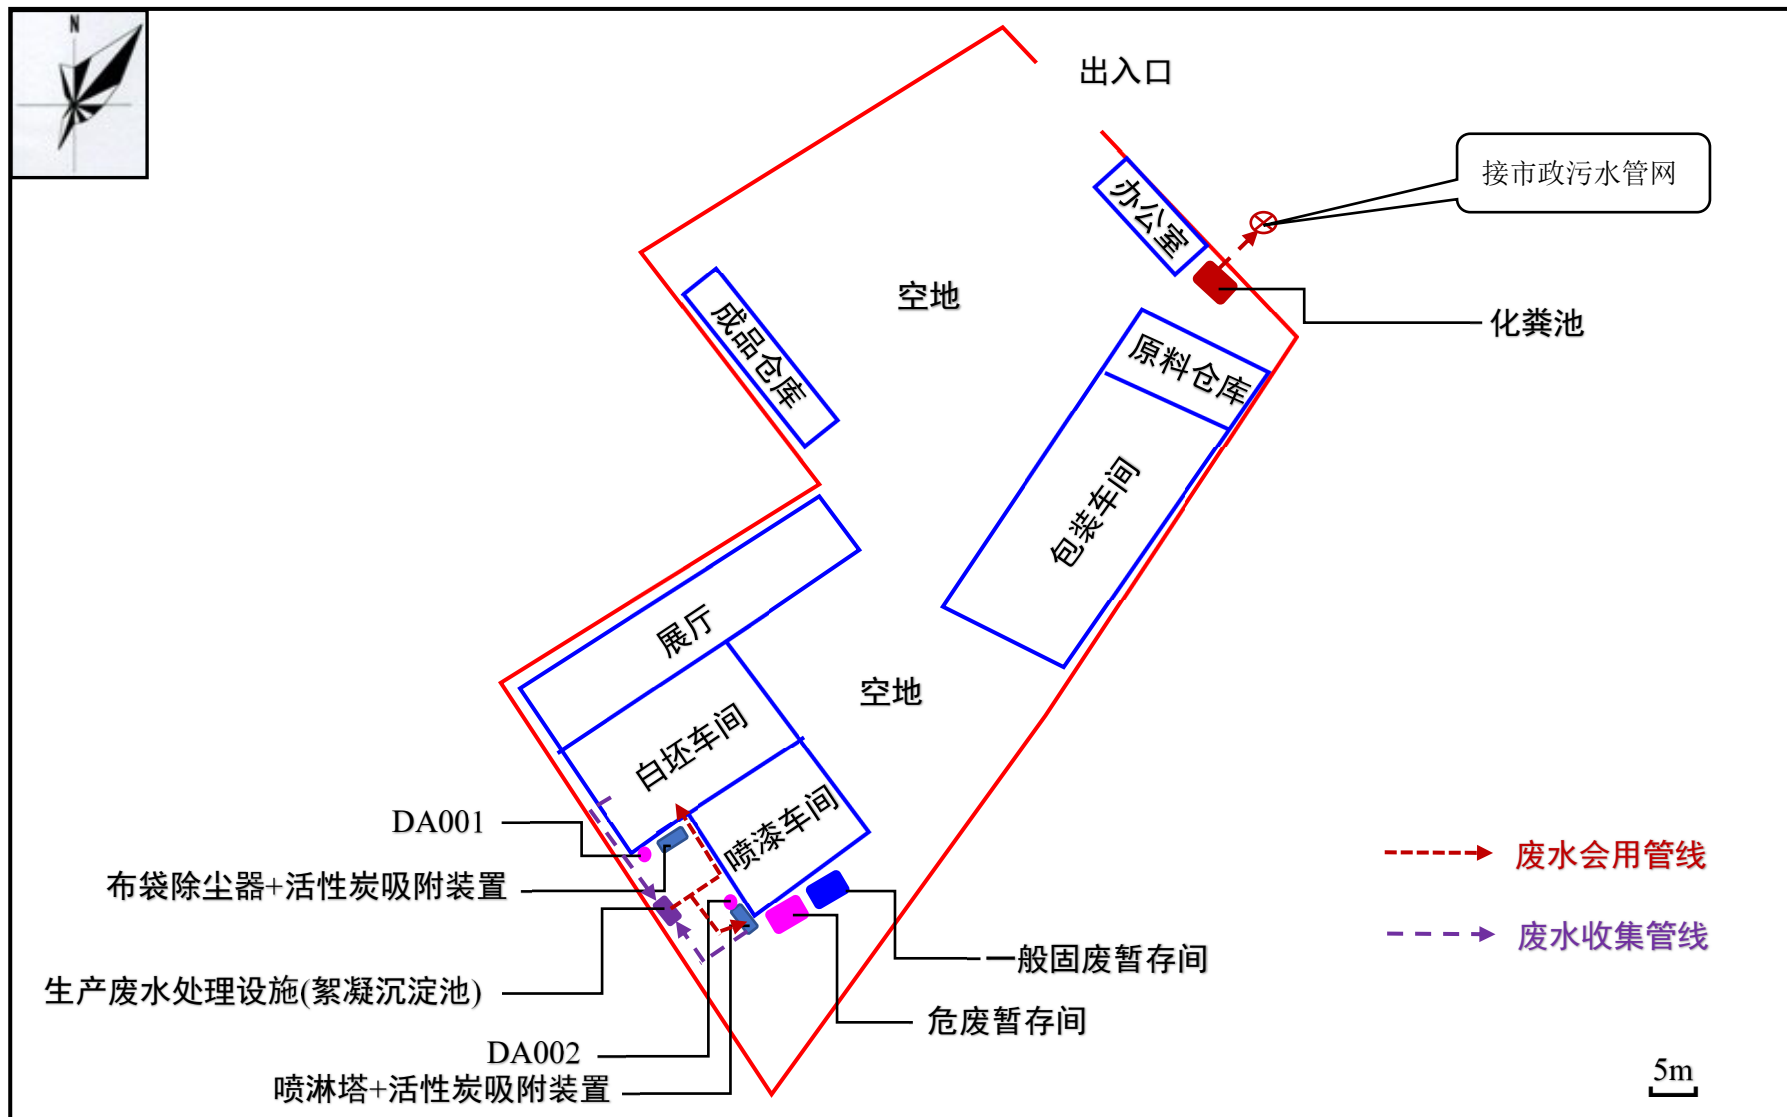 N
出入口
接市政污水管网
办公室
空地
化粪池
成品仓库
原料仓库
包装车间
展厅
空地
白坯车间
DA001
喷漆车间
废水会用管线
布袋除尘器+活性炭吸附装置
废水收集管线
一般固废暂存间
生产废水处理设施(絮凝沉淀池)
危废暂存间
DA002
喷淋塔+活性炭吸附装置
5m